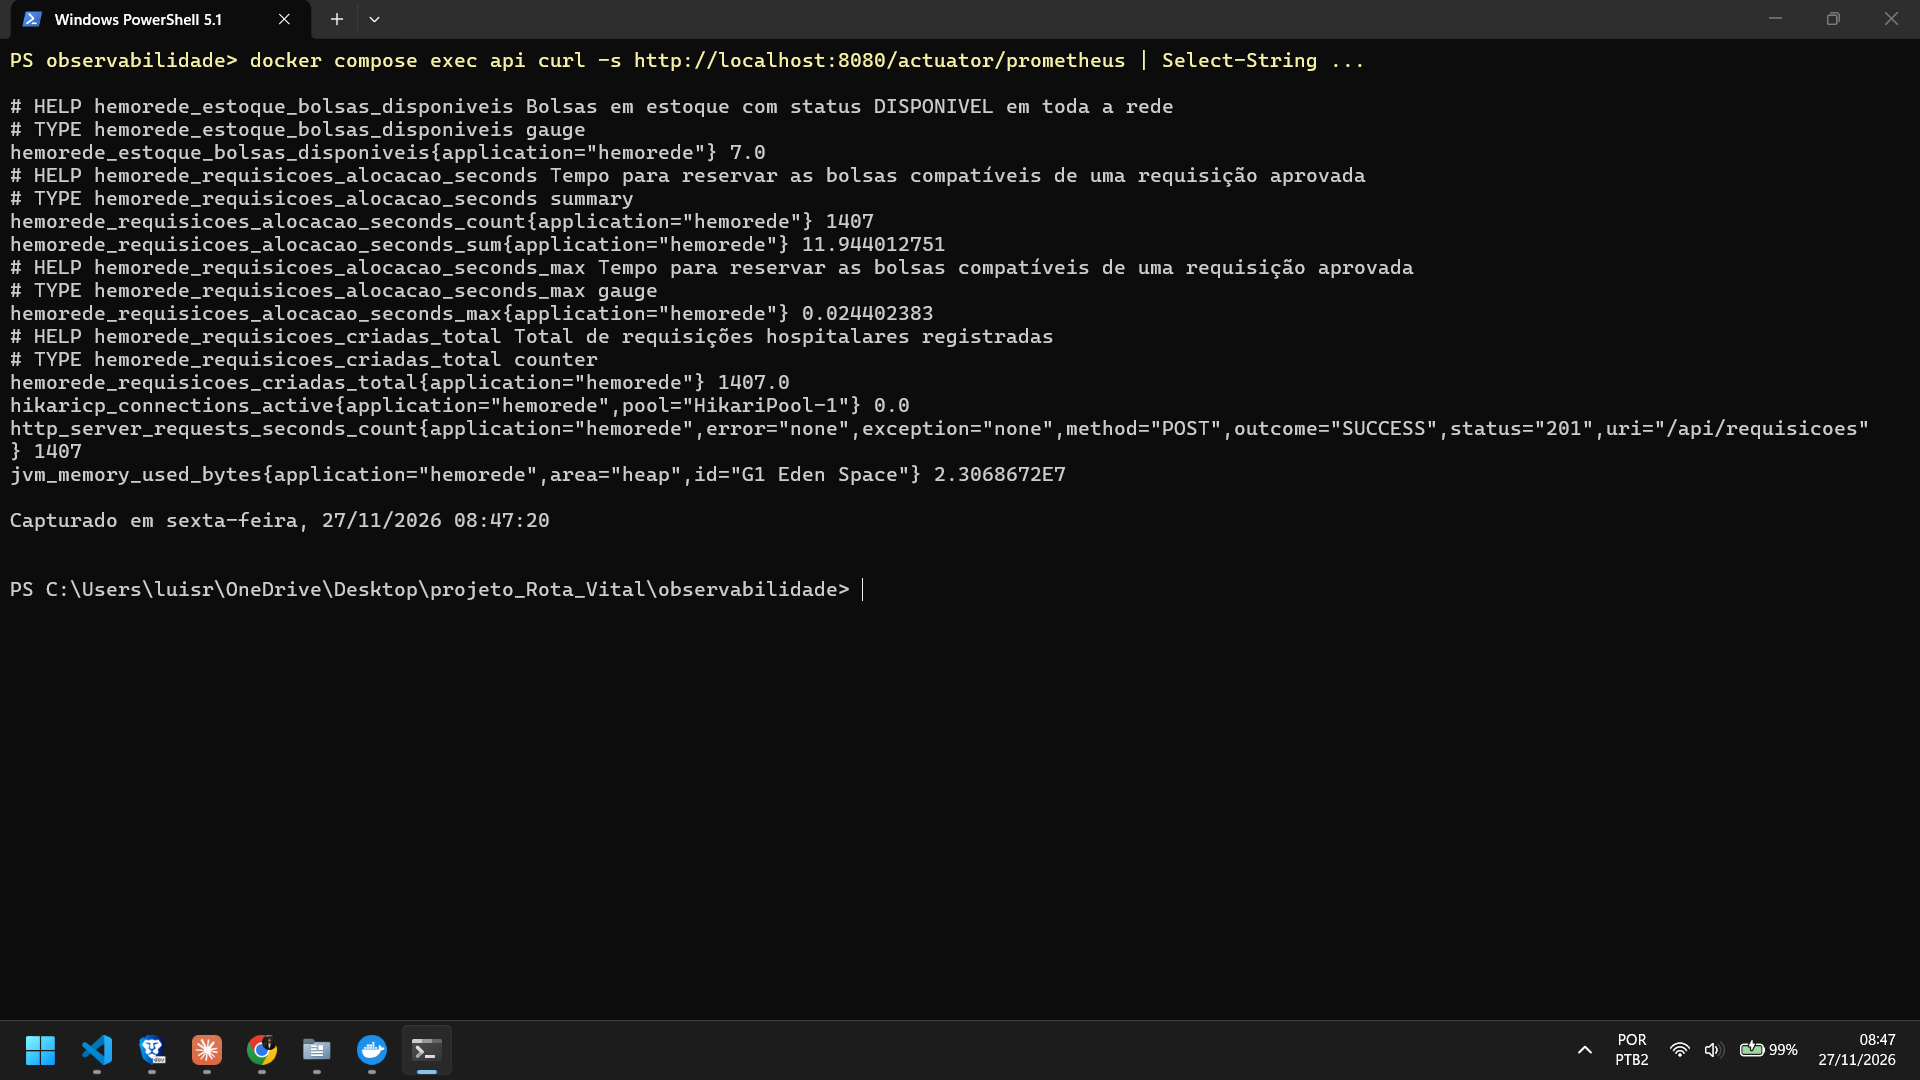 Windows PowerShell 5.1
PS observabilidade> docker compose exec api curl -s http://localhost:8080/actuator/prometheus | Select-String ...
# HELP hemorede_estoque_bolsas_disponiveis Bolsas em estoque com status DISPONIVEL em toda a rede
# TYPE hemorede_estoque_bolsas_disponiveis gauge
hemorede_estoque_bolsas_disponiveis{application="hemorede"} 7.0
# HELP hemorede_requisicoes_alocacao_seconds Tempo para reservar as bolsas compatíveis de uma requisição aprovada
# TYPE hemorede_requisicoes_alocacao_seconds summary
hemorede_requisicoes_alocacao_seconds_count{application="hemorede"} 1407
hemorede_requisicoes_alocacao_seconds_sum{application="hemorede"} 11.944012751
# HELP hemorede_requisicoes_alocacao_seconds_max Tempo para reservar as bolsas compatíveis de uma requisição aprovada
# TYPE hemorede_requisicoes_alocacao_seconds_max gauge
hemorede_requisicoes_alocacao_seconds_max{application="hemorede"} 0.024402383
# HELP hemorede_requisicoes_criadas_total Total de requisições hospitalares registradas
# TYPE hemorede_requisicoes_criadas_total counter
hemorede_requisicoes_criadas_total{application="hemorede"} 1407.0
hikaricp_connections_active{application="hemorede",pool="HikariPool-1"} 0.0
http_server_requests_seconds_count{application="hemorede",error="none",exception="none",method="POST",outcome="SUCCESS",status="201",uri="/api/requisicoes"
} 1407
jvm_memory_used_bytes{application="hemorede",area="heap",id="G1 Eden Space"} 2.3068672E7
Capturado em sexta-feira, 27/11/2026 08:47:20
PS C:\Users\luisr\OneDrive\Desktop\projeto_Rota_Vital\observabilidade>
POR
PTB2
99%
08:47
27/11/2026